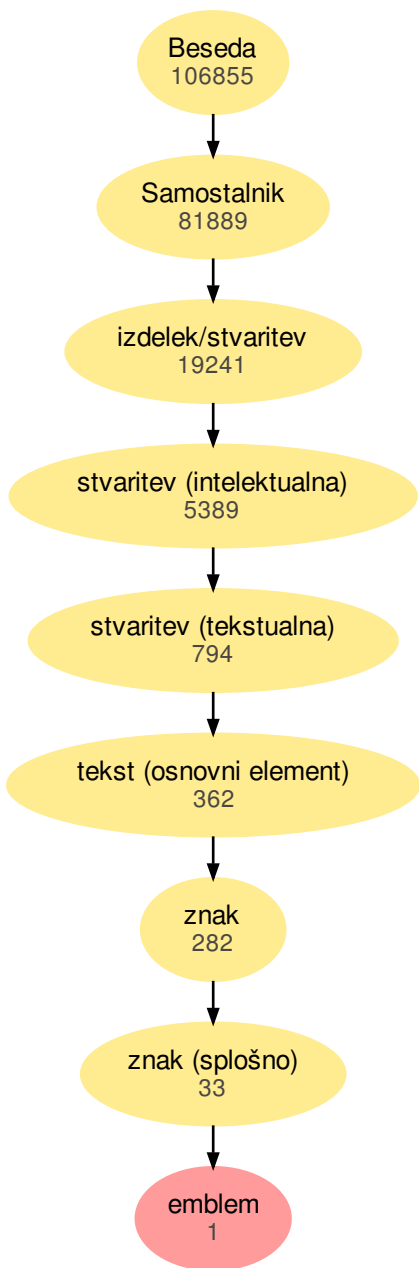 Beseda
106855
Samostalnik
81889
izdelek/stvaritev
19241
stvaritev (intelektualna)
5389
stvaritev (tekstualna)
794
tekst (osnovni element)
362
znak
282
znak (splošno)
33
emblem
1